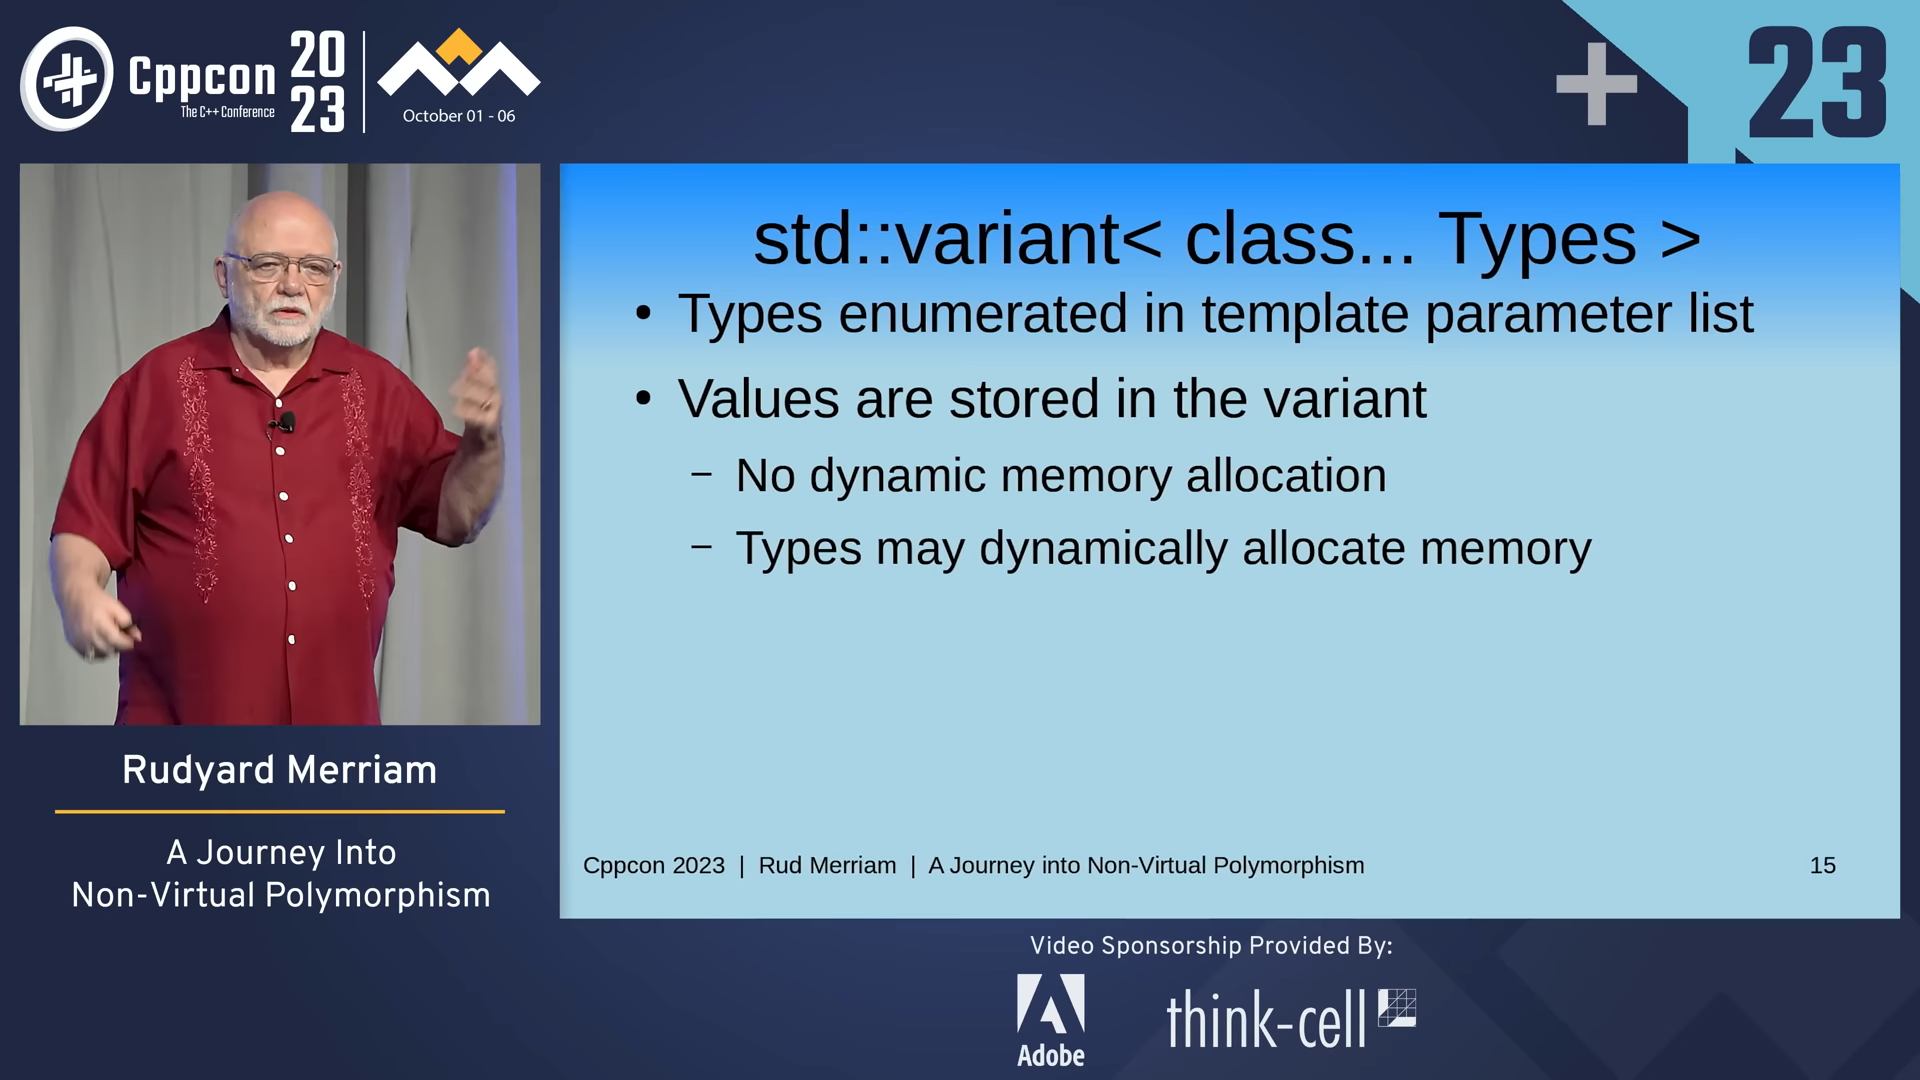 Cppcon
The C++ Conference
20
23
October 01 - 06
23
std::variant< class... Types >
• Types enumerated in template parameter list
• Values are stored in the variant
– No dynamic memory allocation
– Types may dynamically allocate memory
Cppcon 2023 | Rud Merriam | A Journey into Non-Virtual Polymorphism 15
Rudyard Merriam
A Journey Into
Non-Virtual Polymorphism
Video Sponsorship Provided By:
Adobe
think-cell